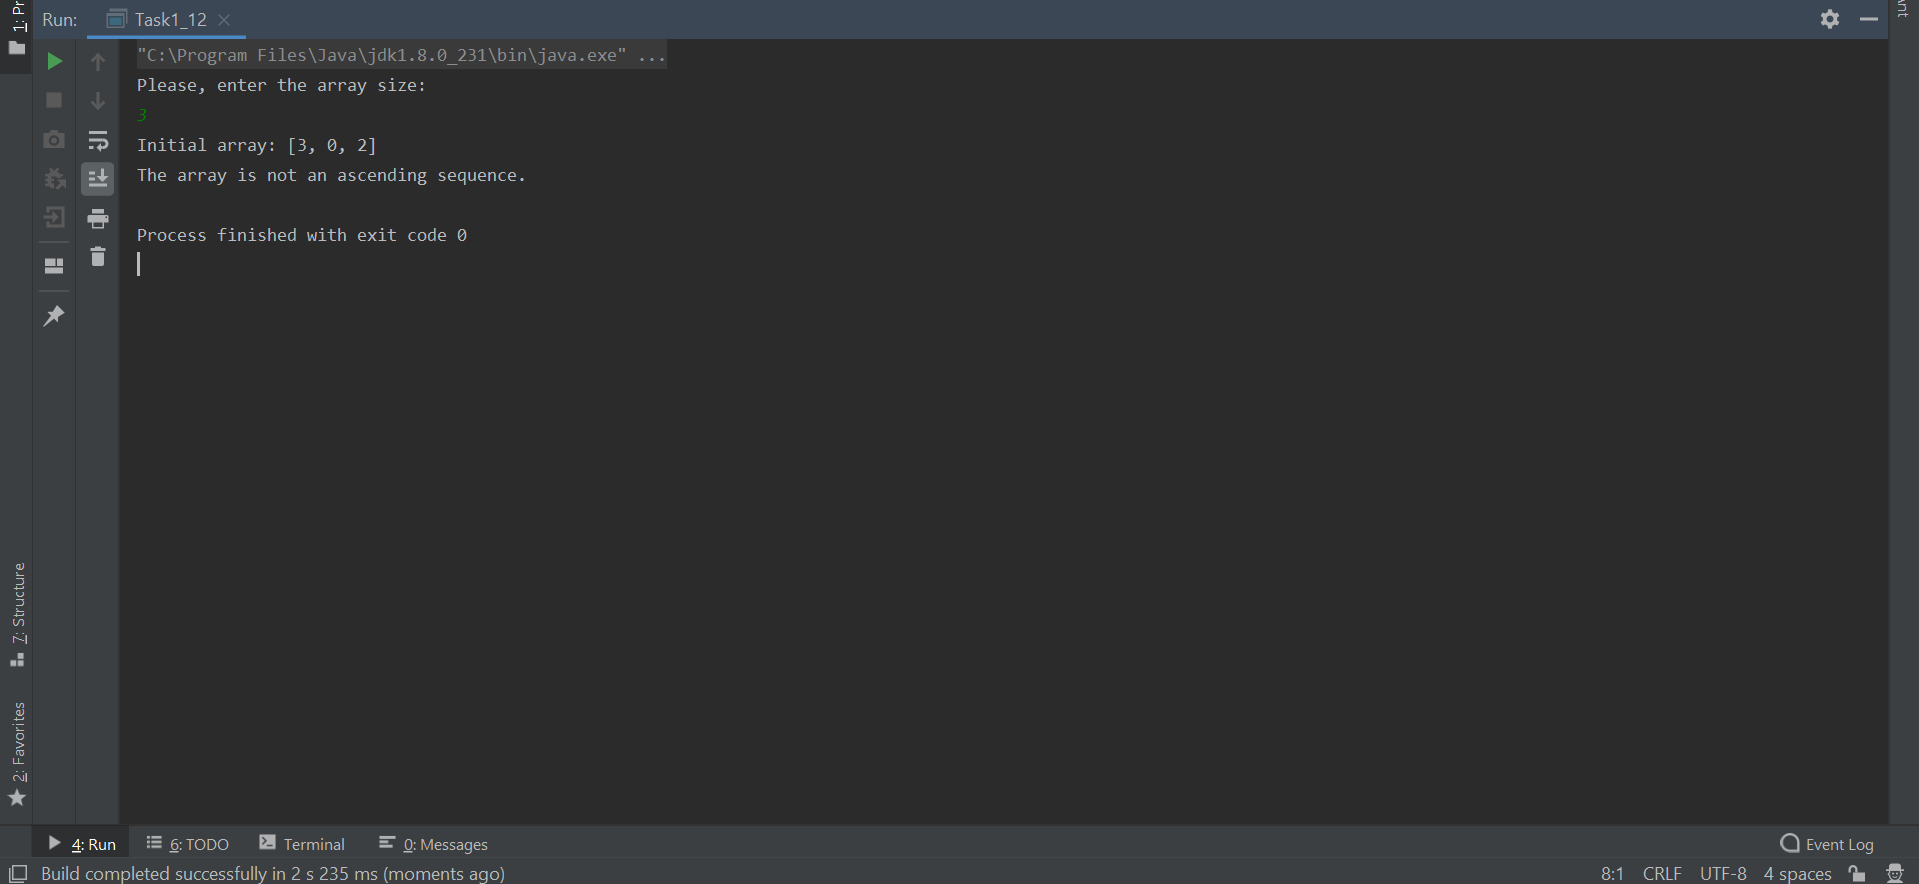 Run: Task1_12
"C:\Program Files\Java\jdk1.8.0_231\bin\java.exe" ...
Please, enter the array size:
3
Initial array: [3, 0, 2]
The array is not an ascending sequence.
Process finished with exit code 0
7: Structure
2: Favorites
4: Run 6: TODO Terminal 0: Messages Event Log
Build completed successfully in 2 s 235 ms (moments ago) 8:1 CRLF UTF-8 4 spaces